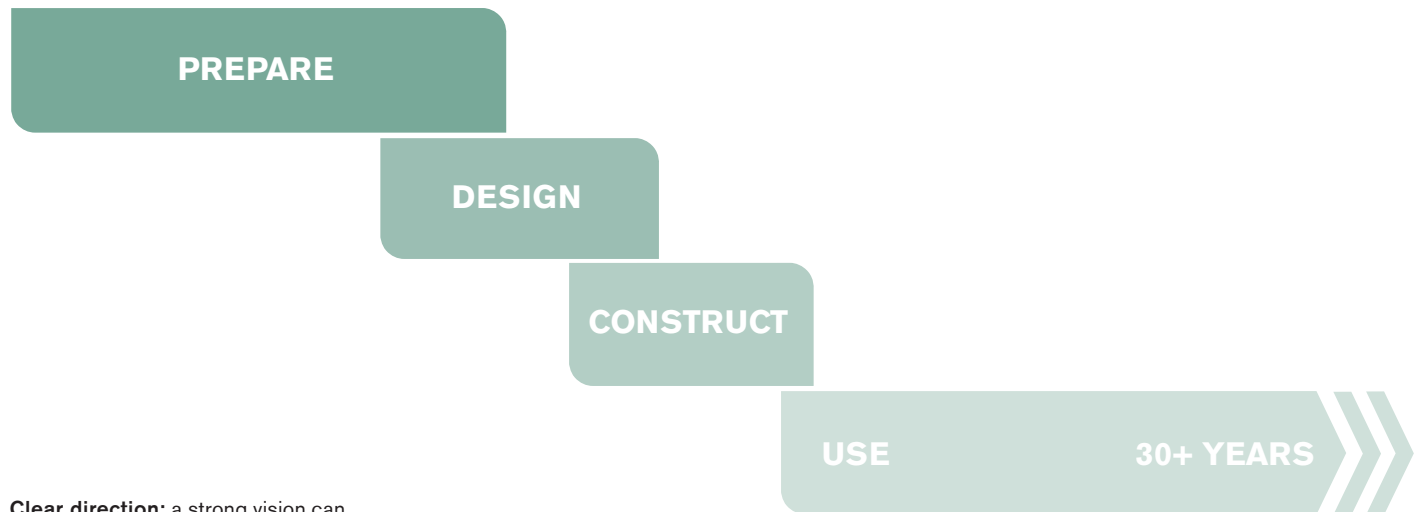 PREPARE
DESIGN
CONSTRUCT
USE 30+ YEARS
Clear direction: a strong vision can